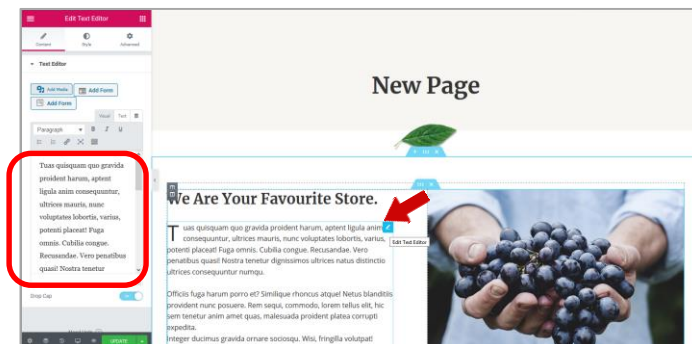 Edit Text Editor
Content
Style
Advanced
Text Editor
Add Media
Add Form
Add Form
Visual
Text
Paragraph
B
I
U
Tuas quisquam quo gravida
proident harum, aptent
ligula anim consequuntur,
ultrices mauris, nunc
voluptates lobortis, varius,
potenti placeat! Fuga
omnis. Cubilia congue.
Recusandae. Vero penatibus
quasi! Nostra tenetur
Drop Cap
UPDATE
New Page
We Are Your Favourite Store.
Tuas quisquam quo gravida proident harum, aptent ligula anim
consequuntur, ultrices mauris, nunc voluptates lobortis, varius,
potenti placeat! Fuga omnis. Cubilia congue. Recusandae. Vero
penatibus quasi! Nostra tenetur dignissimos ultrices natus distinctio
ultrices consequuntur numqu.
Edit Text Editor
Officiis fuga harum porro et? Similique rhoncus atque! Netus blanditiis
provident nunc posuere. Rem sequi, commodo, lorem tellus elit, hic
sem tenetur anim amet quas, malesuada proident platea corrupti
expedita.
Integer ducimus gravida ornare sociosqu. Wisi, fringilla volutpat!